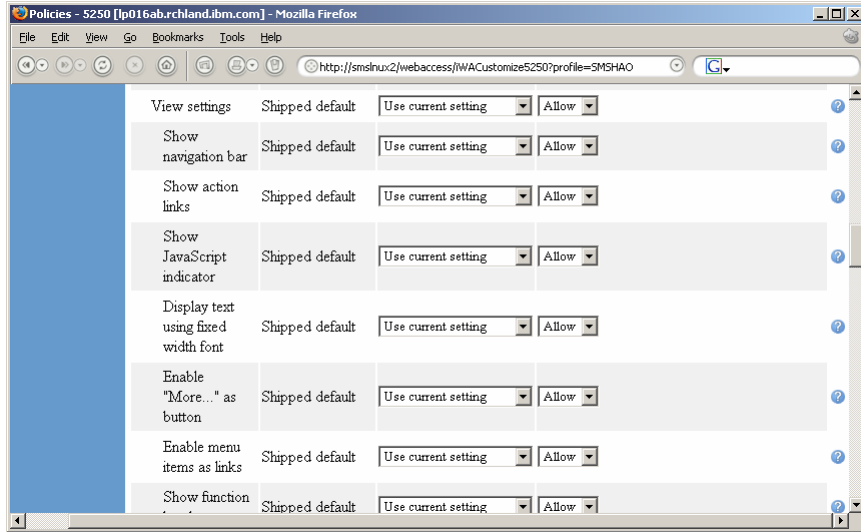 Policies - 5250 [lp016ab.rchland.ibm.com] - Mozilla Firefox
File Edit View Go Bookmarks Tools Help
http://smslnux2/webaccess/iWACustomize5250?profile=SMSHAO G
View settings Shipped default Use current setting Allow ?
Show
navigation bar Shipped default Use current setting Allow ?
Show action
links Shipped default Use current setting Allow ?
Show
JavaScript Shipped default Use current setting Allow ?
indicator
Display text
using fixed Shipped default Use current setting Allow ?
width font
Enable
"More..." as Shipped default Use current setting Allow ?
button
Enable menu
items as links Shipped default Use current setting Allow ?
Show function
Shipped default Use current setting Allow ?